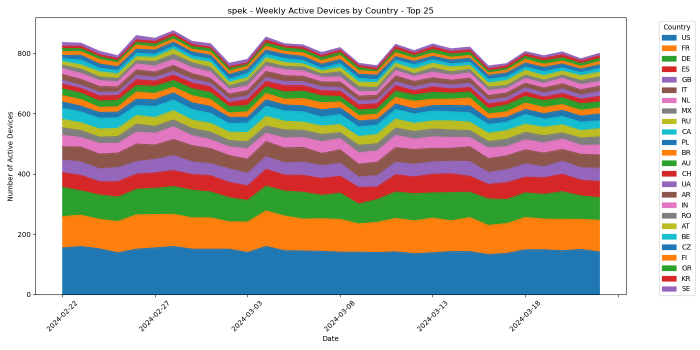 spek - Weekly Active Devices by Country - Top 25
Number of Active Devices
800
600
400
200
0
2024-02-22
2024-02-27
2024-03-03
2024-03-08
2024-03-13
2024-03-18
Date
Country
US
FR
DE
ES
GB
IT
NL
MX
RU
CA
PL
BR
AU
CH
UA
AR
IN
RO
AT
BE
CZ
FI
GR
KR
SE